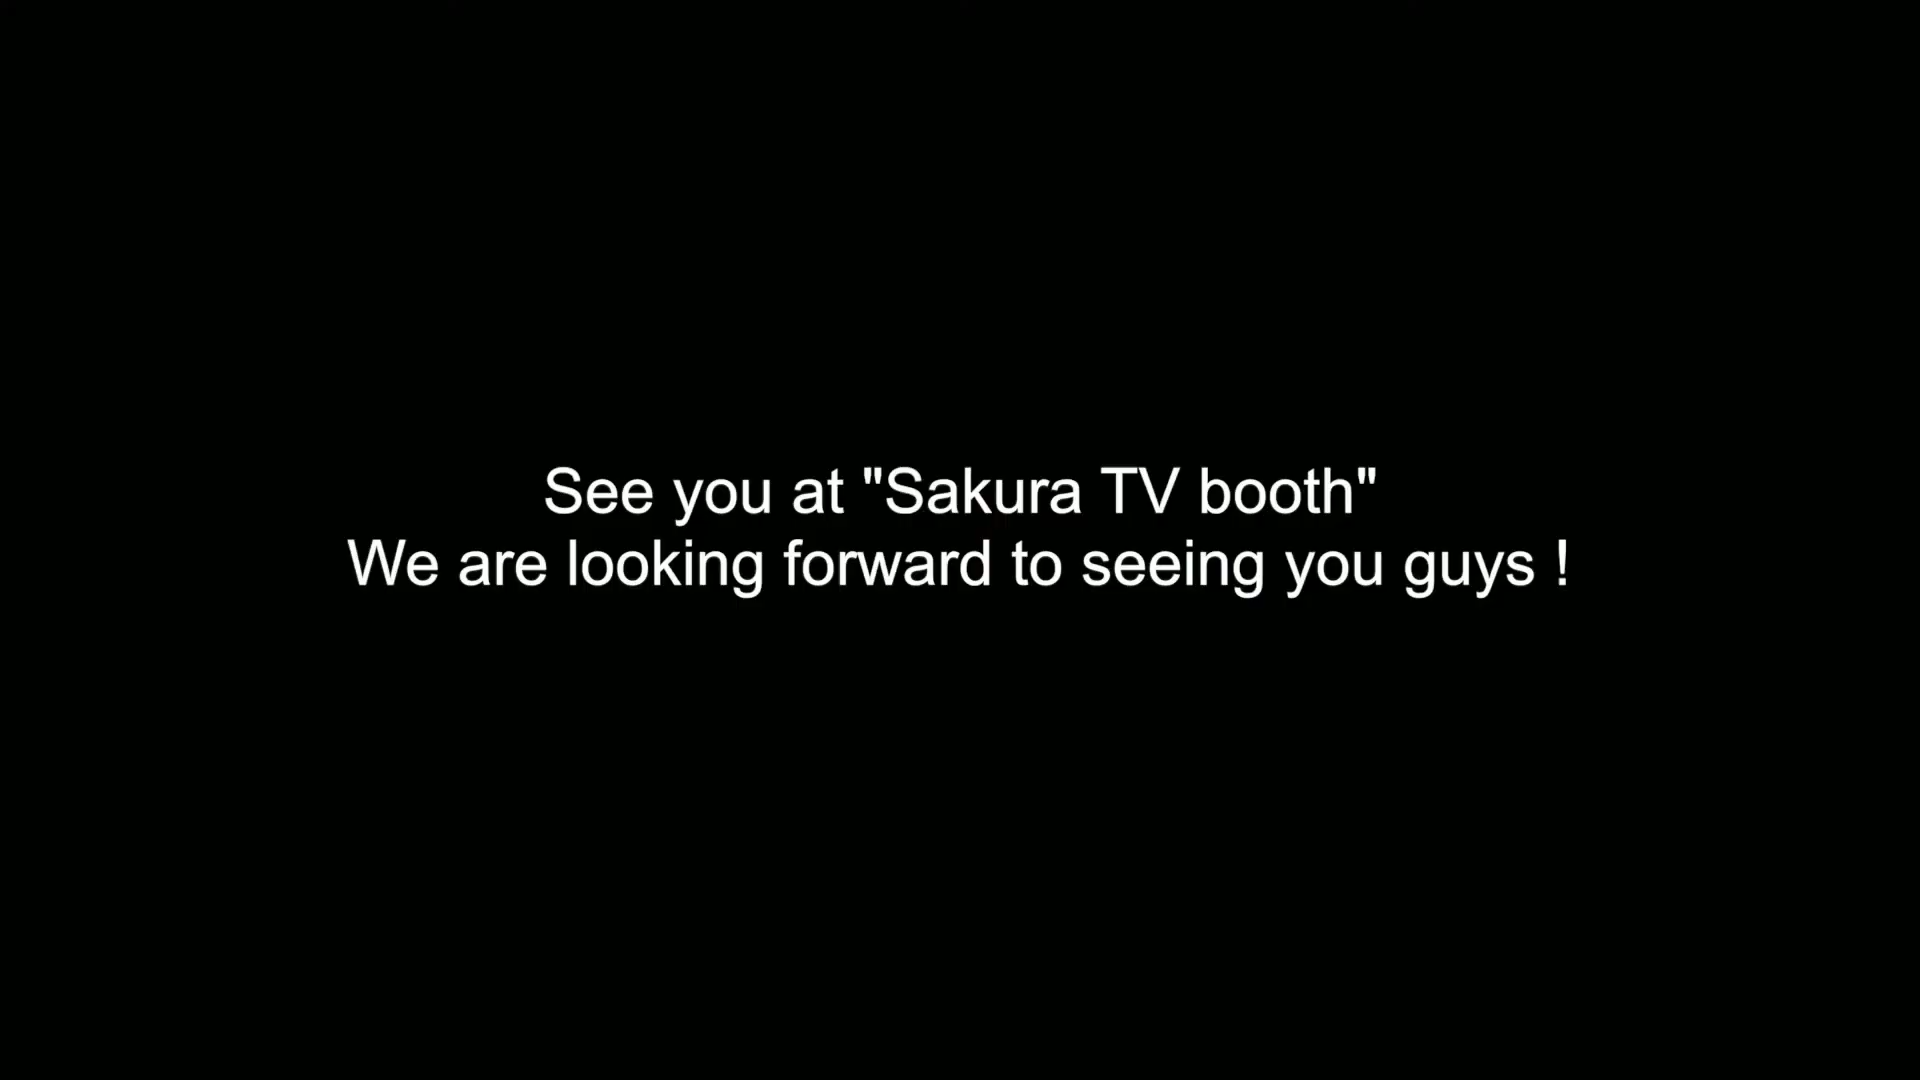 See you at "Sakura TV booth"
We are looking forward to seeing you guys !